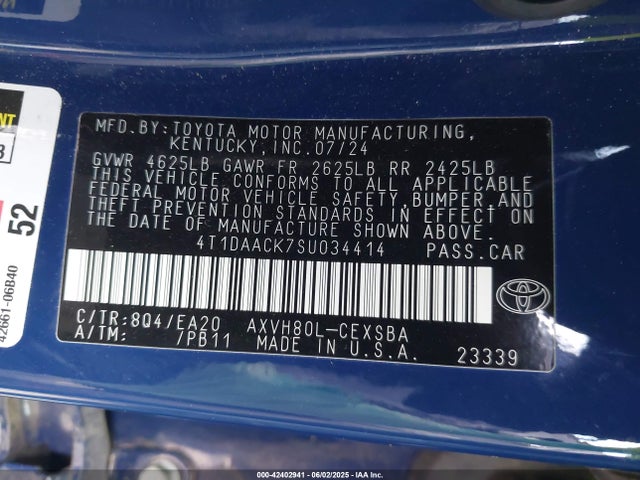 MFD.BY:TOYOTA MOTOR MANUFACTURING,
KENTUCKY,INC.07/24
GVWR 4625LB GAWR FR 2625LB RR 2425LB
THIS VEHICLE CONFORMS TO ALL APPLICABLE
FEDERAL MOTOR VEHICLE SAFETY,BUMPER,AND
THEFT PREVENTION STANDARDS IN EFFECT ON
THE DATE OF MANUFACTURE SHOWN ABOVE.
4T1DAACK7SU034414 PASS.CAR
C/TR:8Q4/EA20 AXVH80L-CEXSBA
A/TM: /PB11 MADE IN U.S.A. 23339
TOYOTA
52
42661-06B40
000-42402941 - 06/02/2025 - IAA Auctions